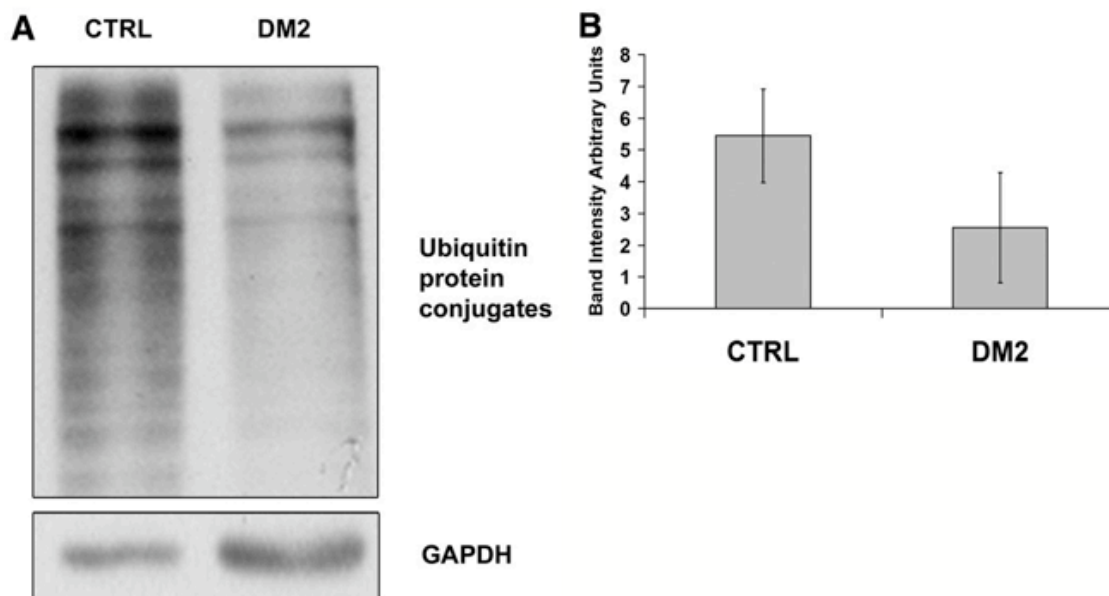 A
CTRL DM2
Ubiquitin
protein
conjugates
GAPDH
B
Band Intensity Arbitrary Units
8
7
6
5
4
3
2
1
0
CTRL DM2